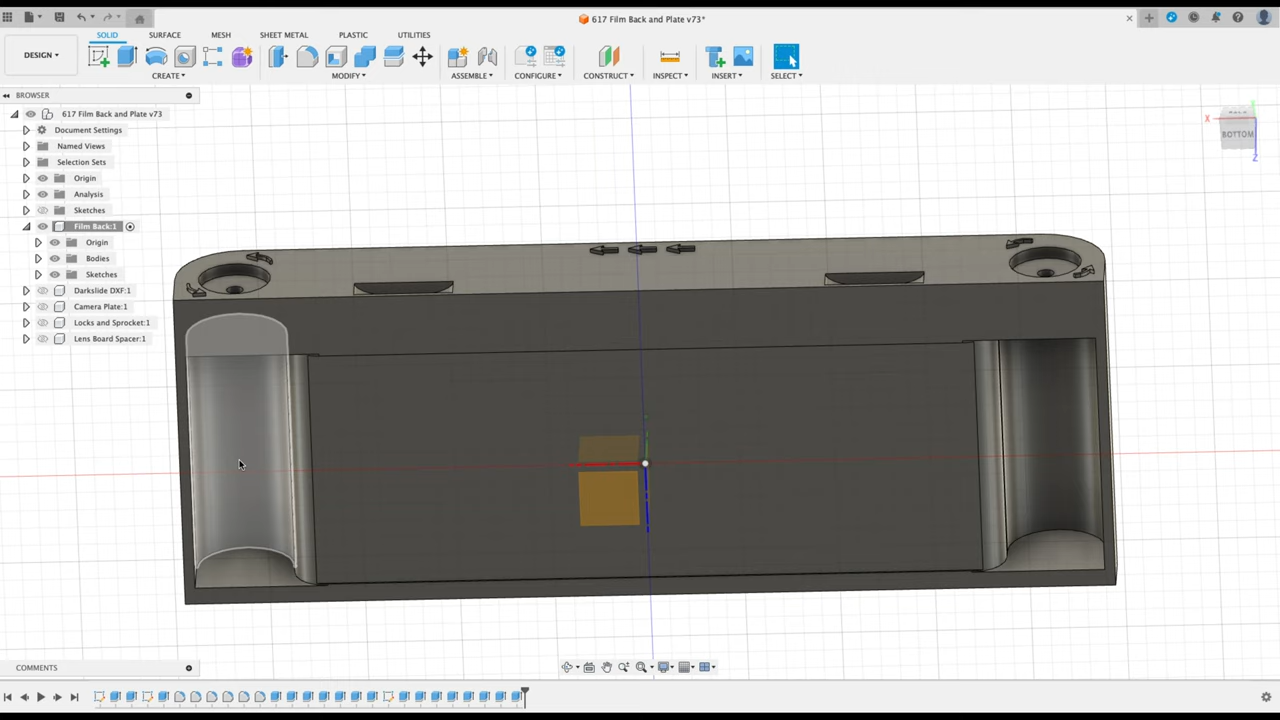 617 Film Back and Plate v73*
DESIGN
SOLID
SURFACE
MESH
SHEET METAL
PLASTIC
UTILITIES
CREATE
MODIFY
ASSEMBLE
CONFIGURE
CONSTRUCT
INSPECT
INSERT
SELECT
BROWSER
617 Film Back and Plate v73
Document Settings
Named Views
Selection Sets
Origin
Analysis
Sketches
Film Back:1
Origin
Bodies
Sketches
Darkslide DXF:1
Camera Plate:1
Locks and Sprocket:1
Lens Board Spacer:1
X
BOTTOM
Z
COMMENTS